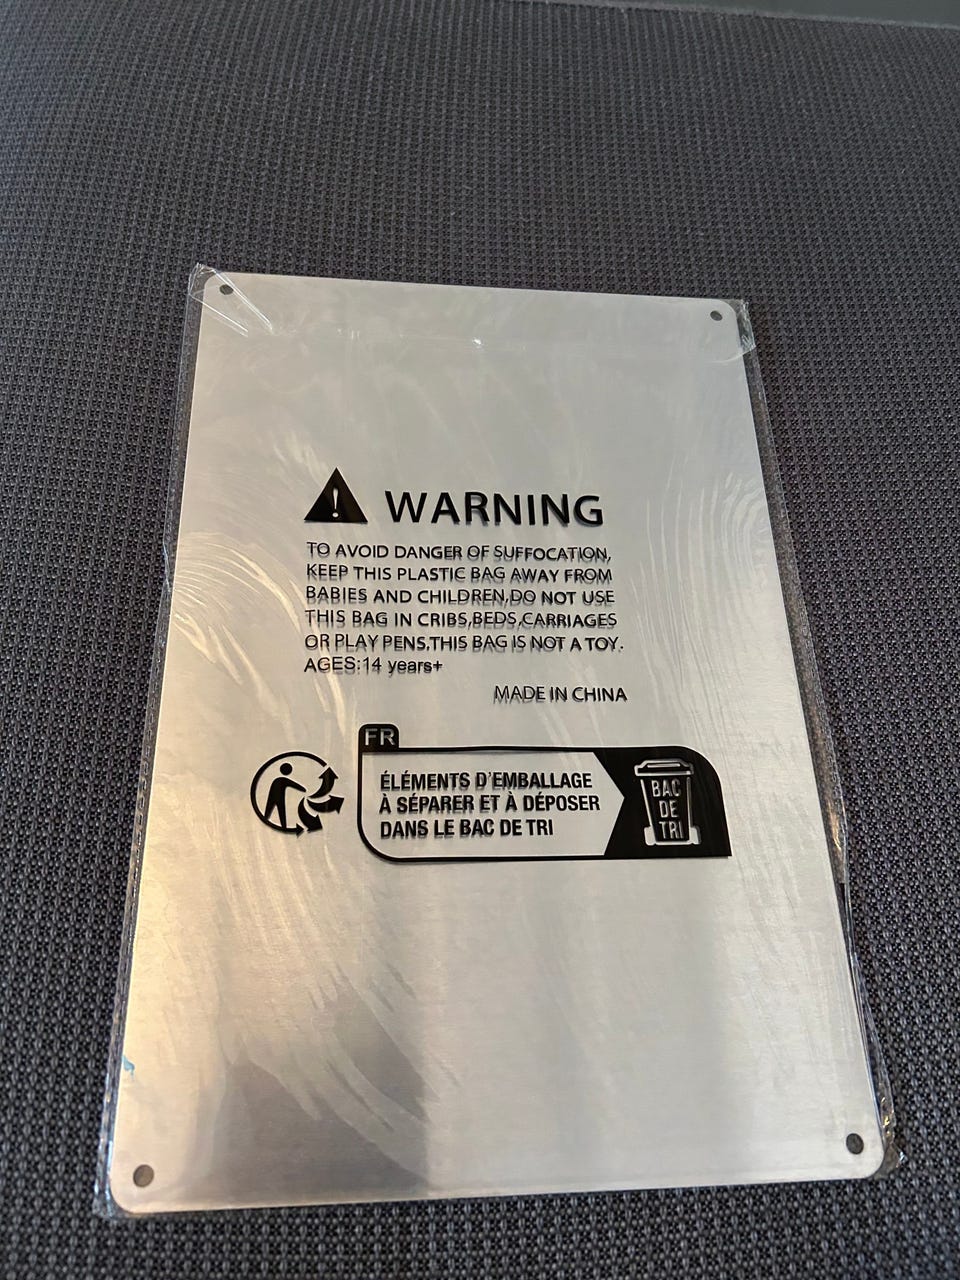 WARNING
TO AVOID DANGER OF SUFFOCATION,
KEEP THIS PLASTIC BAG AWAY FROM
BABIES AND CHILDREN,DO NOT USE
THIS BAG IN CRIBS,BEDS,CARRIAGES
OR PLAY PENS,THIS BAG IS NOT A TOY.
AGES:14 years+
MADE IN CHINA
FR
ÉLÉMENTS D'EMBALLAGE
À SÉPARER ET À DÉPOSER
DANS LE BAC DE TRI
BAC
DE
TRI